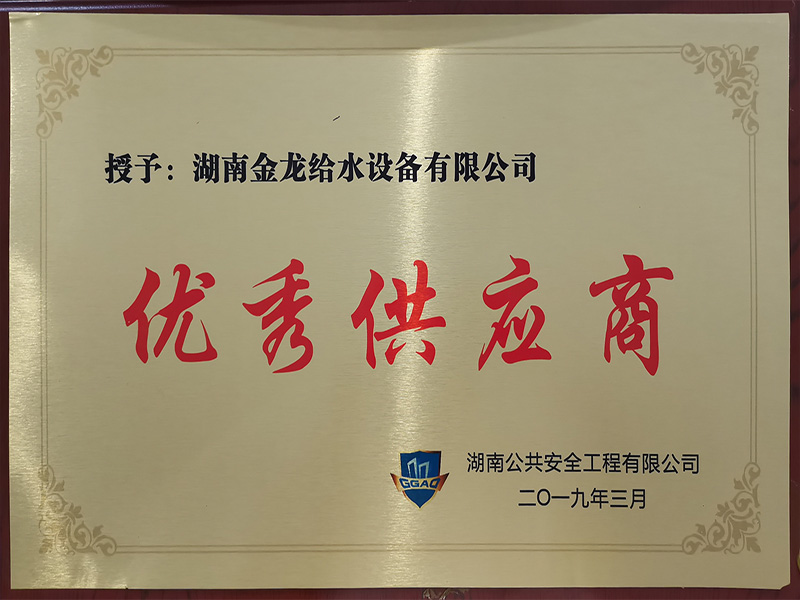 授予：湖南金龙给水设备有限公司
优秀供应商
GGAQ
湖南公共安全工程有限公司
二〇一九年三月